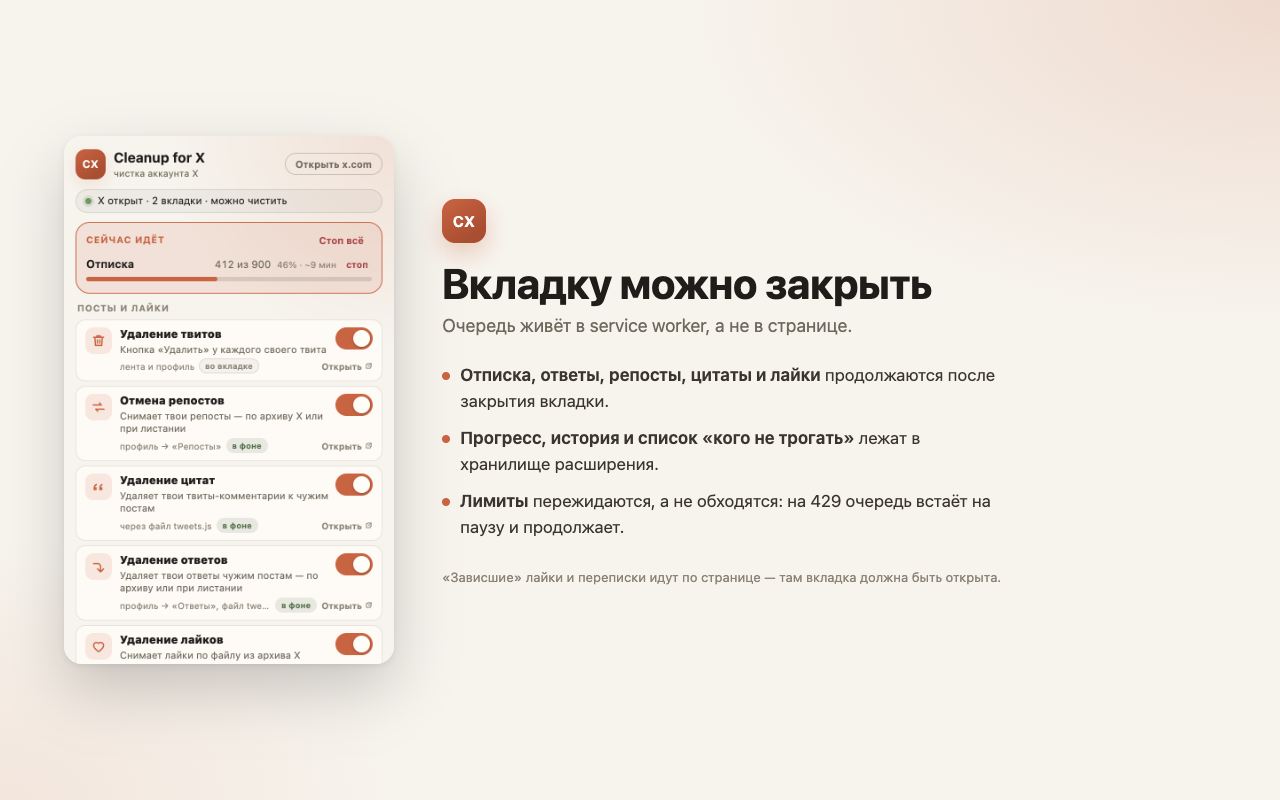 CX
Cleanup for X
чистка аккаунта X
Открыть x.com
X открыт · 2 вкладки · можно чистить
СЕЙЧАС ИДЁТ
Стоп всё
Отписка
412 из 900
46% · ~9 мин
стоп
ПОСТЫ И ЛАЙКИ
Удаление твитов
Кнопка «Удалить» у каждого своего твита
лента и профиль
во вкладке
Открыть
Отмена репостов
Снимает твои репосты — по архиву X или
при листании
профиль → «Репосты»
в фоне
Открыть
Удаление цитат
Удаляет твои твиты-комментарии к чужим
постам
через файл tweets.js
в фоне
Открыть
Удаление ответов
Удаляет твои ответы чужим постам — по
архиву или при листании
профиль → «Ответы», файл twe...
в фоне
Открыть
Удаление лайков
Снимает лайки по файлу из архива X
CX
Вкладку можно закрыть
Очередь живёт в service worker, а не в странице.
Отписка, ответы, репосты, цитаты и лайки продолжаются после
закрытия вкладки.
Прогресс, история и список «кого не трогать» лежат в
хранилище расширения.
Лимиты пережидаются, а не обходятся: на 429 очередь встаёт на
паузу и продолжает.
«Зависшие» лайки и переписки идут по странице — там вкладка должна быть открыта.